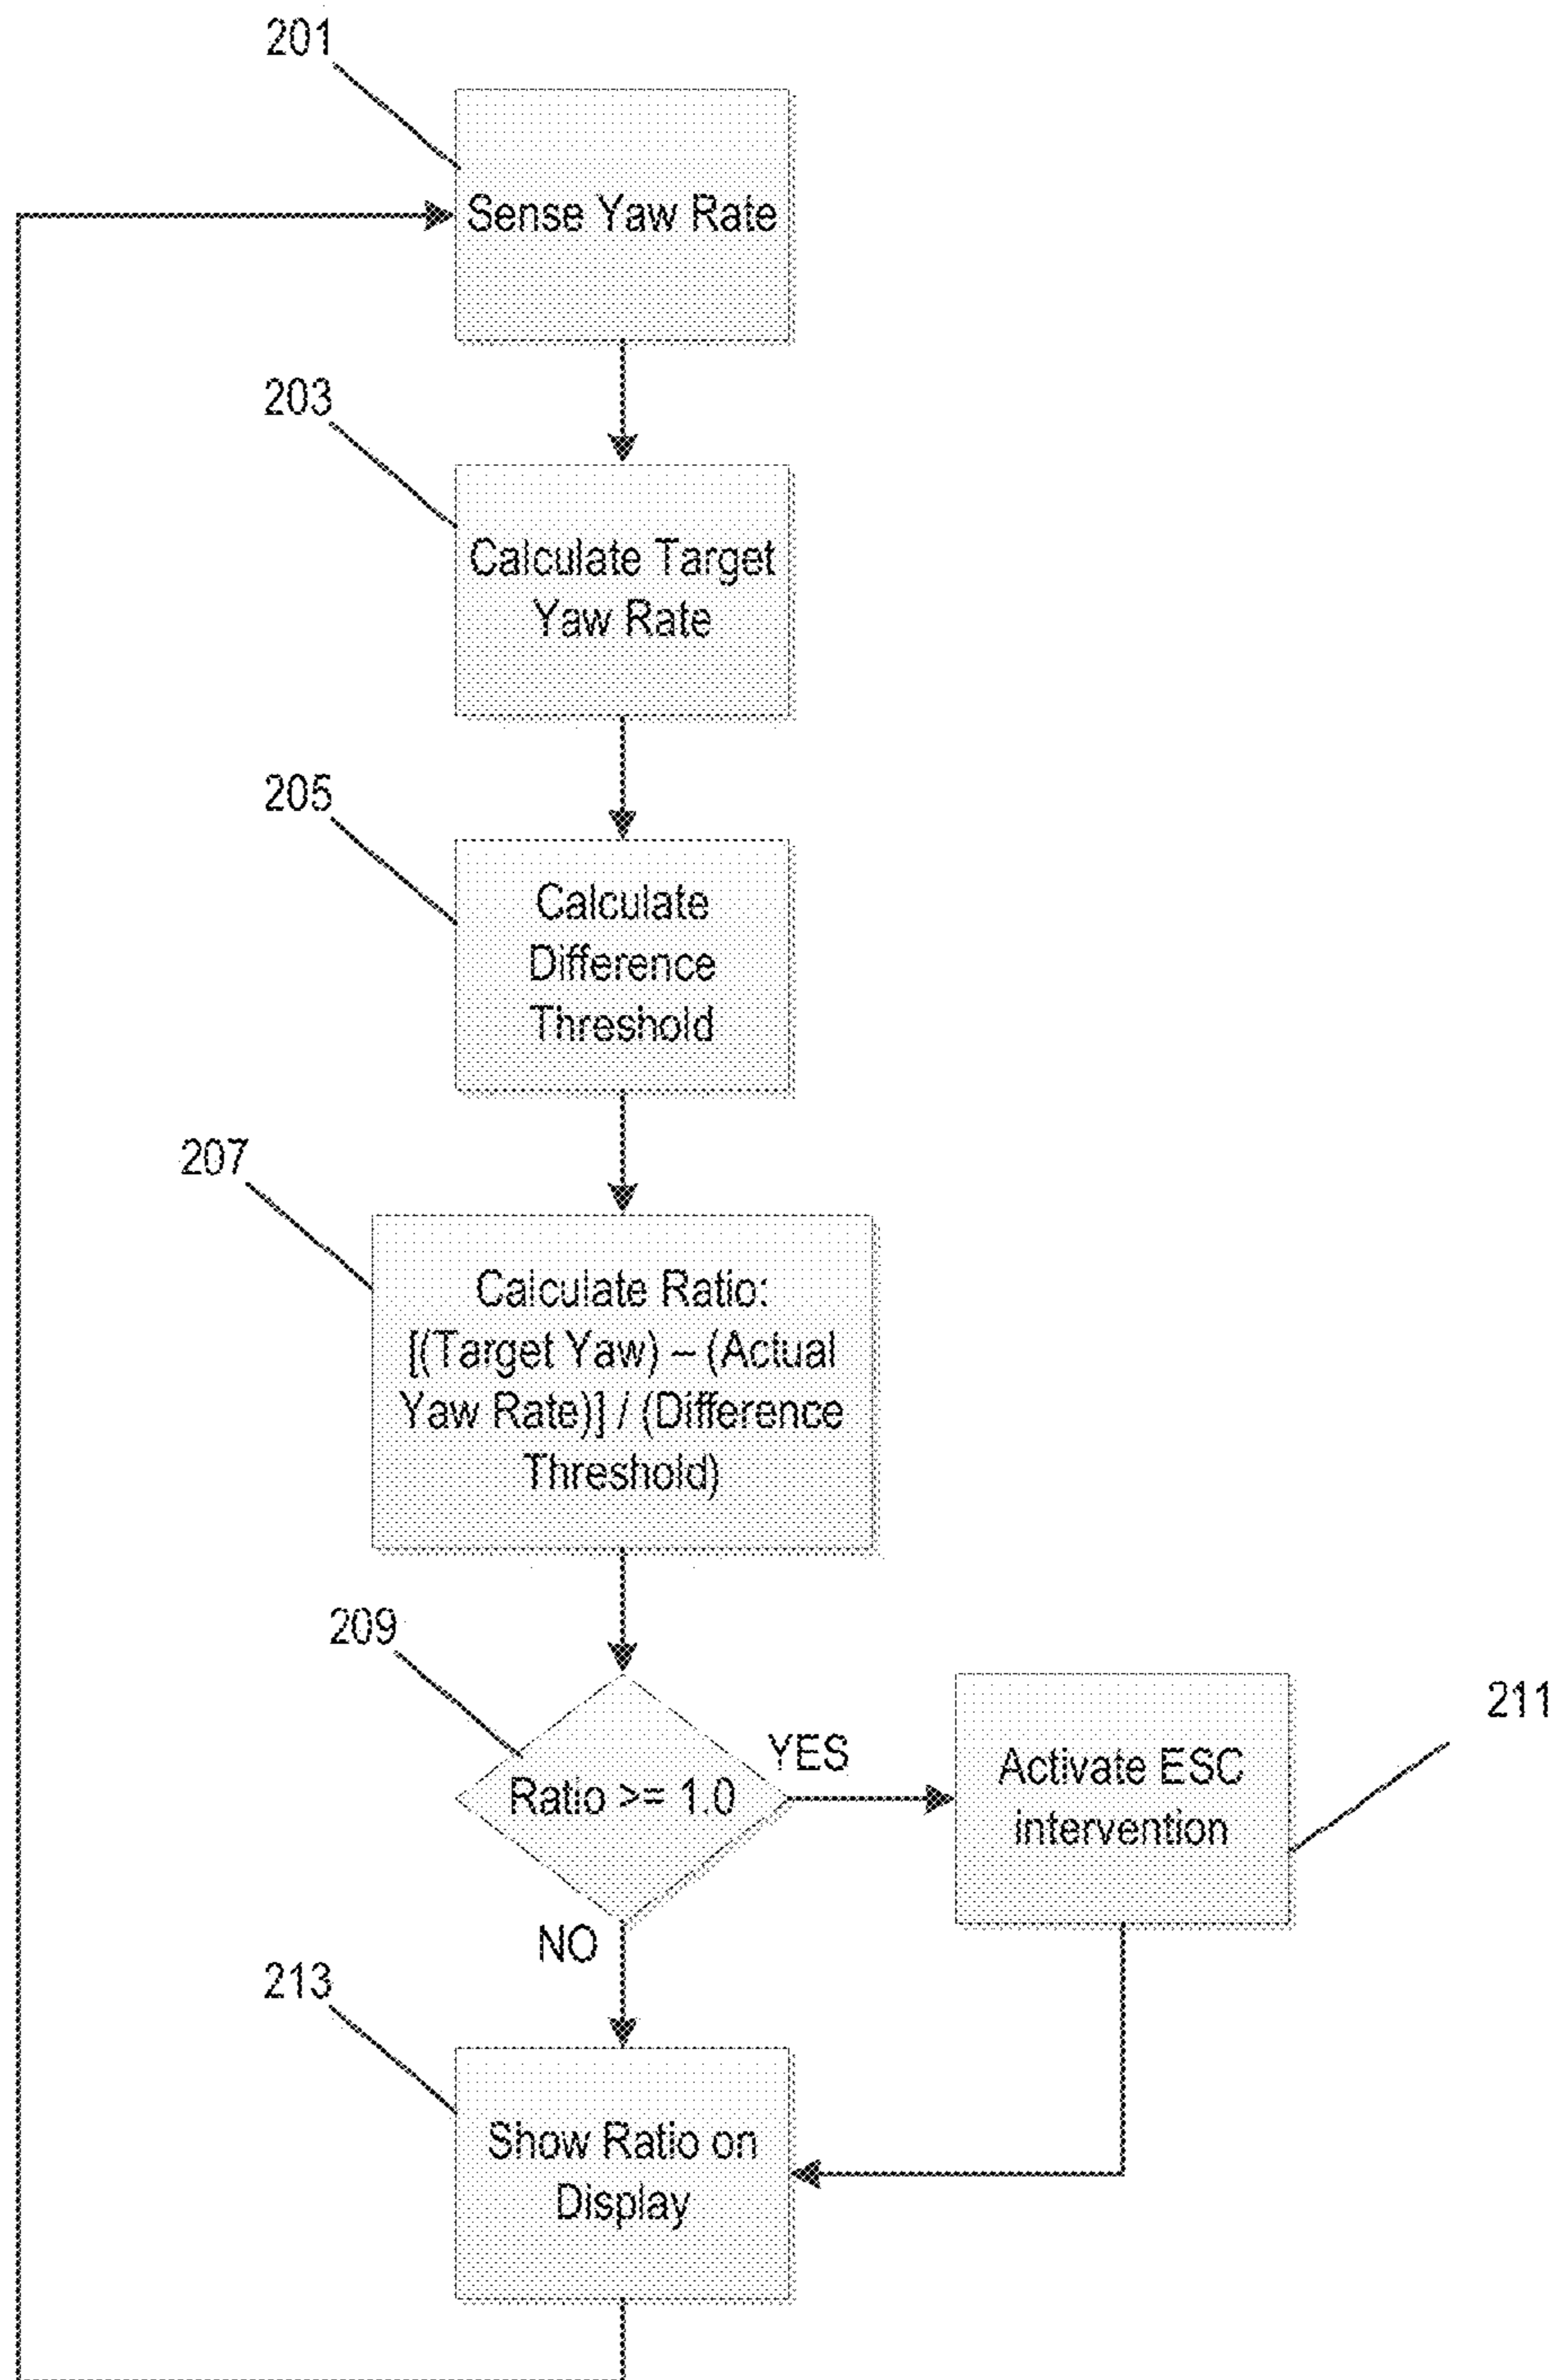 201
Sense Yaw Rate
203
Calculate Target
Yaw Rate
205
Calculate
Difference
Threshold
207
Calculate Ratio:
[(Target Yaw) – (Actual
Yaw Rate)] / (Difference
Threshold)
209
Ratio >= 1.0
YES
Activate ESC
intervention
211
NO
213
Show Ratio on
Display